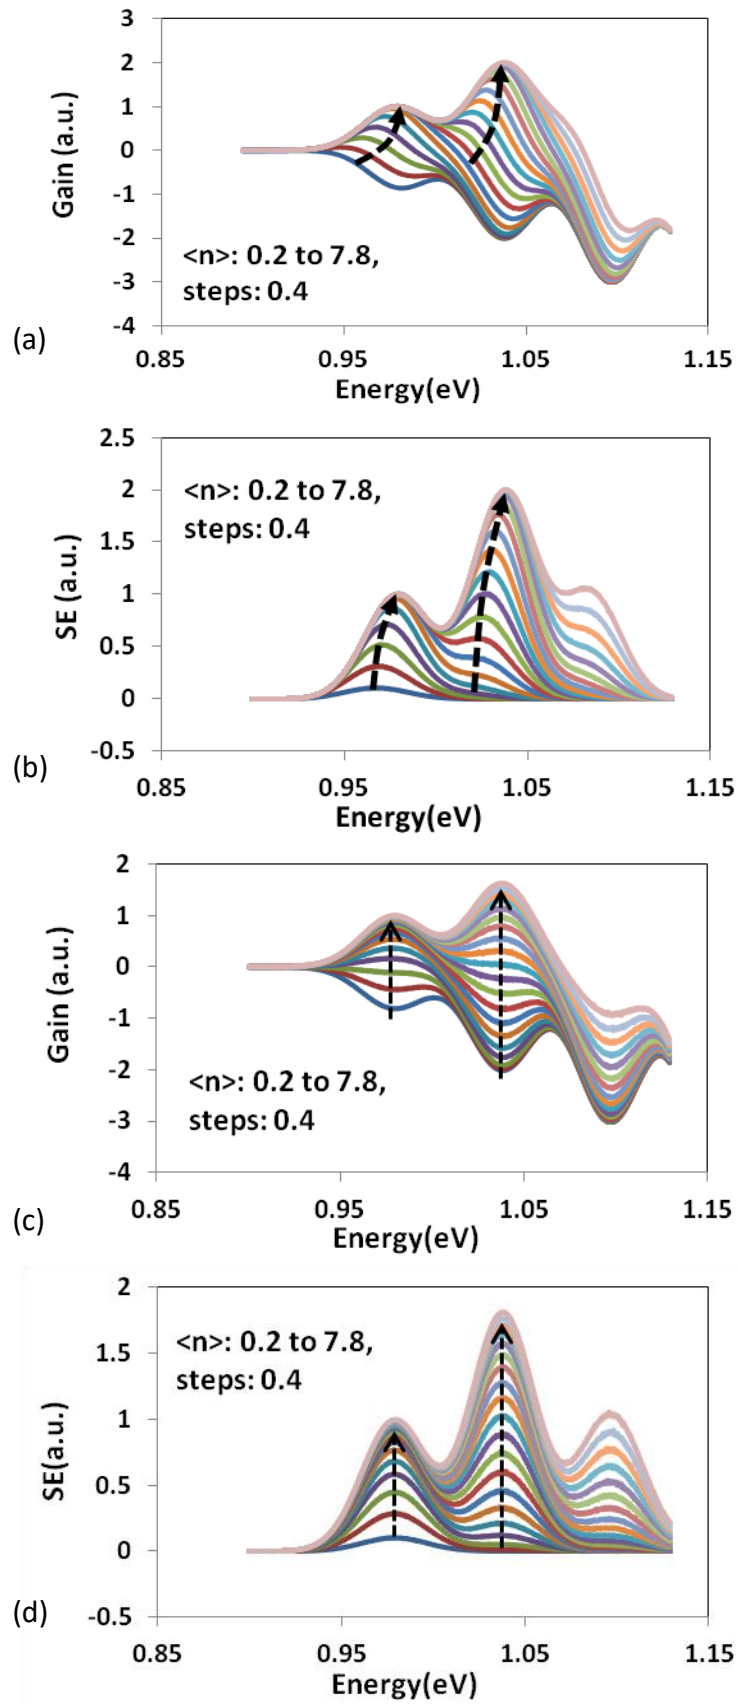 3
2
1
0
-1
-2
-3
-4
Gain (a.u.)
<n>: 0.2 to 7.8,
steps: 0.4
0.85 0.95 1.05 1.15
Energy(eV)
(a)
2.5
2
1.5
1
0.5
0
-0.5
SE (a.u.)
<n>: 0.2 to 7.8,
steps: 0.4
0.85 0.95 1.05 1.15
Energy(eV)
(b)
2
1
0
-1
-2
-3
-4
Gain (a.u.)
<n>: 0.2 to 7.8,
steps: 0.4
0.85 0.95 1.05 1.15
Energy(eV)
(c)
2
1.5
1
0.5
0
-0.5
SE(a.u.)
<n>: 0.2 to 7.8,
steps: 0.4
0.85 0.95 1.05 1.15
Energy(eV)
(d)